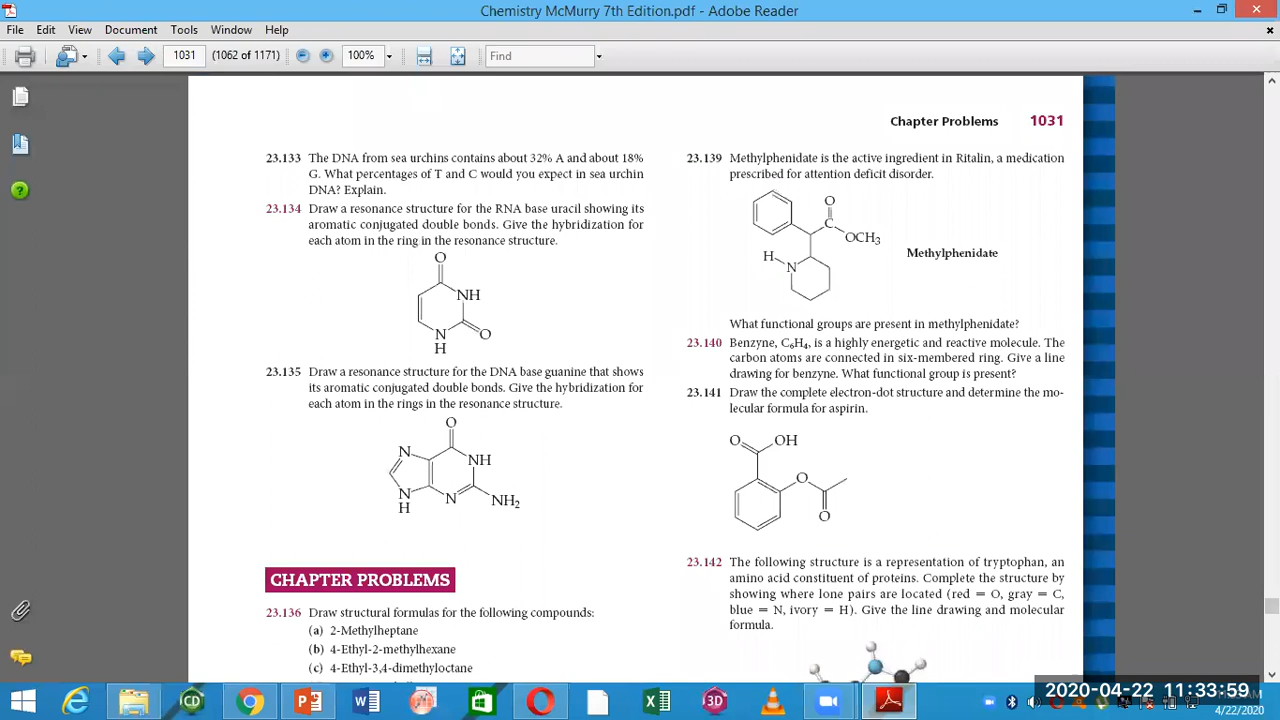 Chemistry McMurry 7th Edition.pdf - Adobe Reader
File Edit View Document Tools Window Help
1031 (1062 of 1171) 100% Find
Chapter Problems 1031
23.133 The DNA from sea urchins contains about 32% A and about 18%
G. What percentages of T and C would you expect in sea urchin
DNA? Explain.
23.134 Draw a resonance structure for the RNA base uracil showing its
aromatic conjugated double bonds. Give the hybridization for
each atom in the ring in the resonance structure.
O
NH
N
H
O
23.135 Draw a resonance structure for the DNA base guanine that shows
its aromatic conjugated double bonds. Give the hybridization for
each atom in the rings in the resonance structure.
O
N
NH
N
H
N
NH2
CHAPTER PROBLEMS
23.136 Draw structural formulas for the following compounds:
(a) 2-Methylheptane
(b) 4-Ethyl-2-methylhexane
(c) 4-Ethyl-3,4-dimethyloctane
23.139 Methylphenidate is the active ingredient in Ritalin, a medication
prescribed for attention deficit disorder.
O
C
OCH3
H
N
Methylphenidate
What functional groups are present in methylphenidate?
23.140 Benzyne, C6H4, is a highly energetic and reactive molecule. The
carbon atoms are connected in six-membered ring. Give a line
drawing for benzyne. What functional group is present?
23.141 Draw the complete electron-dot structure and determine the mo-
lecular formula for aspirin.
O OH
O
O
23.142 The following structure is a representation of tryptophan, an
amino acid constituent of proteins. Complete the structure by
showing where lone pairs are located (red = O, gray = C,
blue = N, ivory = H). Give the line drawing and molecular
formula.
2020-04-22 11:33:59
4/22/2020